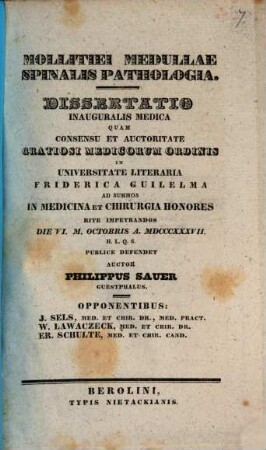 7.
MOLLITIEI MEDULLAE
SPINALIS PATHOLOGIA.
DISSERTATIO
INAUGURALIS MEDICA
QUAM
CONSENSU ET AUCTORITATE
GRATIOSI MEDICORUM ORDINIS
IN
UNIVERSITATE LITERARIA
FRIDERICA GUILELMA
AD SUMMOS
IN MEDICINA ET CHIRURGIA HONORES
RITE IMPETRANDOS
DIE VI. M. OCTOBRIS A. MDCCCXXXVII.
H. L. Q. S.
PUBLICE DEFENDET
AUCTOR
PHILIPPUS SAUER
GUESTPHALUS.
OPPONENTIBUS:
J. SELS, MED. ET CHIR. DR., MED. PRACT.
W. LAWACZECK, MED. ET CHIR. DR.
ER. SCHULTE, MED. ET CHIR. CAND.
BEROLINI,
TYPIS NIETACKIANIS.